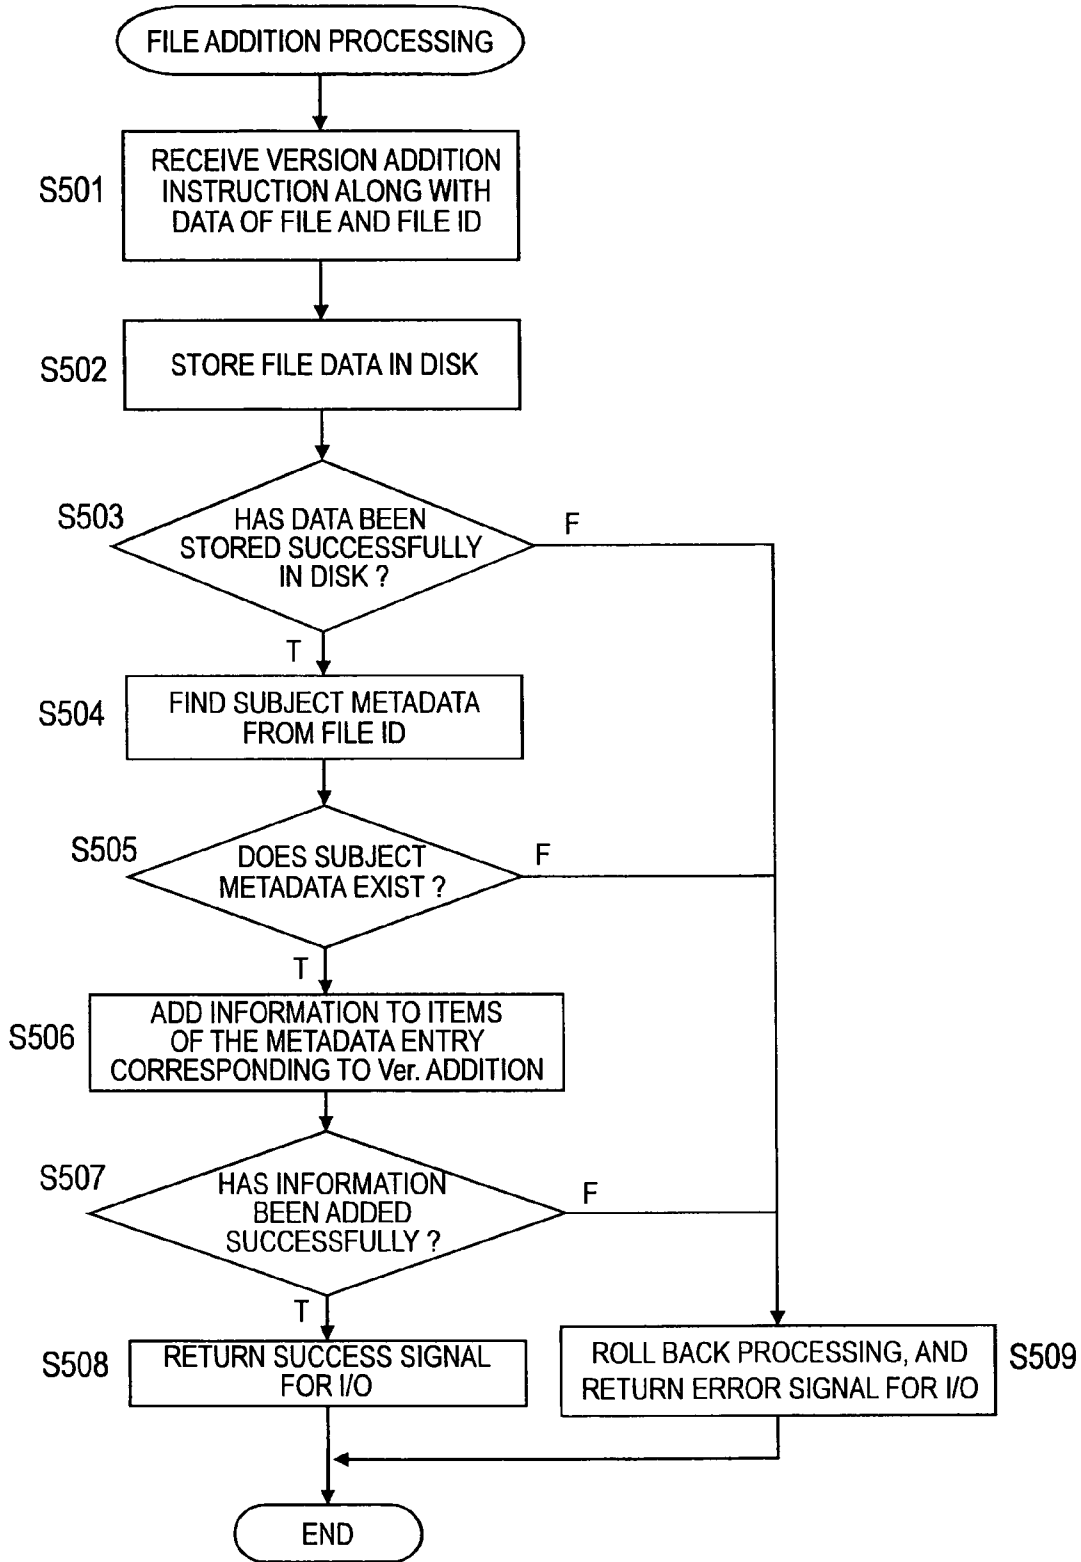 FILE ADDITION PROCESSING
S501
RECEIVE VERSION ADDITION
INSTRUCTION ALONG WITH
DATA OF FILE AND FILE ID
S502
STORE FILE DATA IN DISK
S503
HAS DATA BEEN
STORED SUCCESSFULLY
IN DISK ?
F
T
S504
FIND SUBJECT METADATA
FROM FILE ID
S505
DOES SUBJECT
METADATA EXIST ?
F
T
S506
ADD INFORMATION TO ITEMS
OF THE METADATA ENTRY
CORRESPONDING TO Ver. ADDITION
S507
HAS INFORMATION
BEEN ADDED
SUCCESSFULLY ?
F
T
S508
RETURN SUCCESS SIGNAL
FOR I/O
ROLL BACK PROCESSING, AND
RETURN ERROR SIGNAL FOR I/O
S509
END